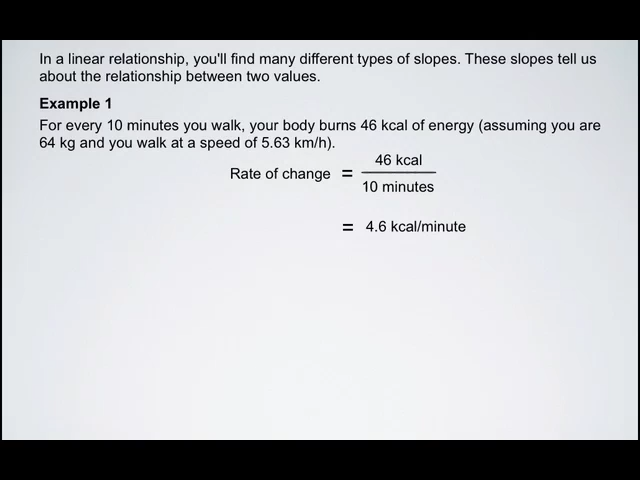 In a linear relationship, you'll find many different types of slopes. These slopes tell us
about the relationship between two values.
Example 1
For every 10 minutes you walk, your body burns 46 kcal of energy (assuming you are
64 kg and you walk at a speed of 5.63 km/h).
Rate of change = 46 kcal
10 minutes
= 4.6 kcal/minute